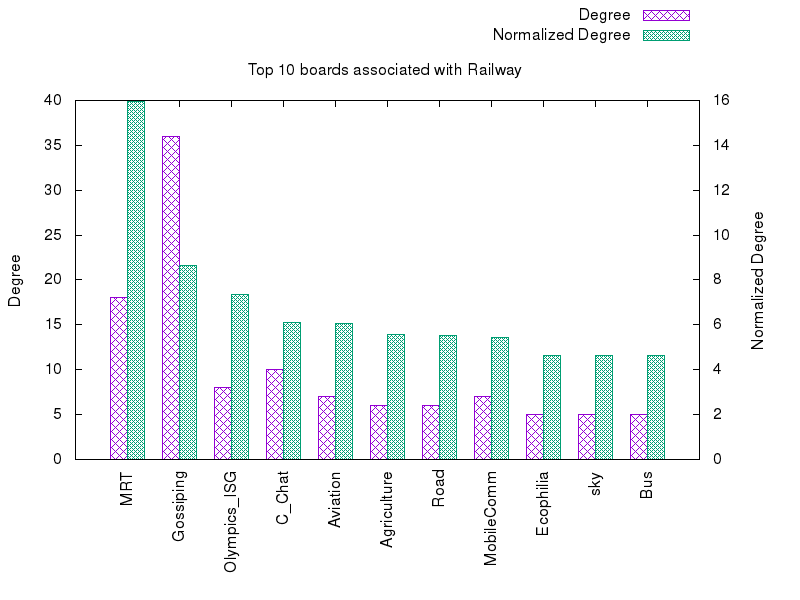 Degree
Normalized Degree
Top 10 boards associated with Railway
40
35
30
25
20
15
10
5
0
16
14
12
10
8
6
4
2
0
Degree
Normalized Degree
MRT
Gossiping
Olympics_ISG
C_Chat
Aviation
Agriculture
Road
MobileComm
Ecophilia
sky
Bus